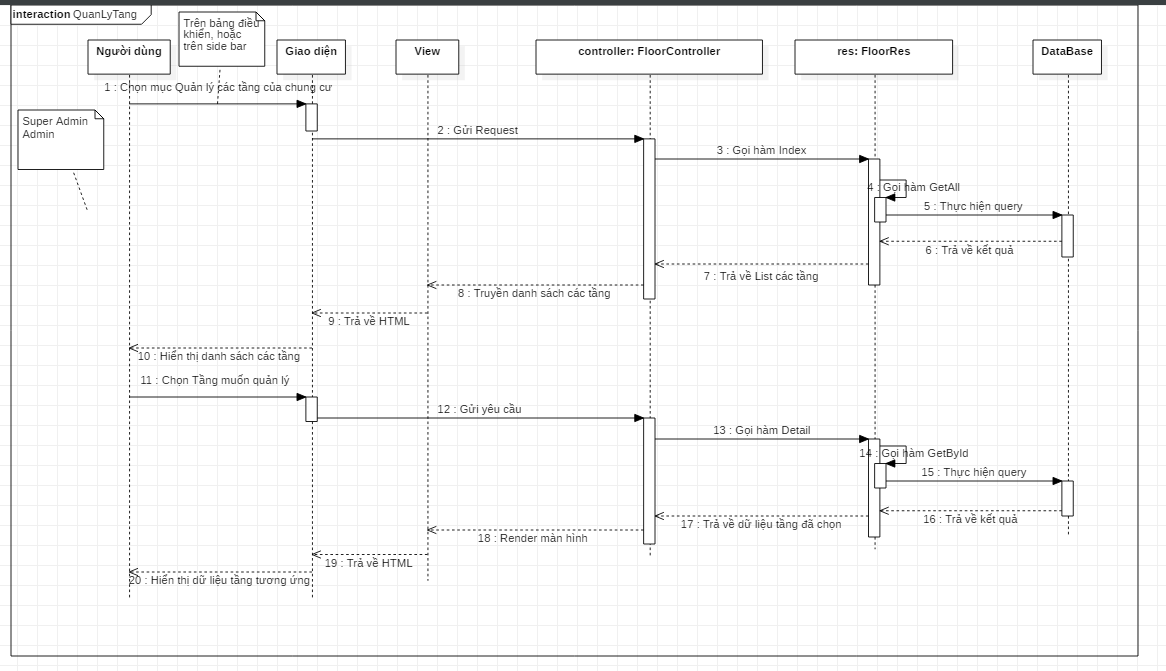 interaction QuanLyTang
Trên bảng điều
khiển, hoặc
trên side bar
Người dùng
Giao diện
View
controller: FloorController
res: FloorRes
DataBase
1 : Chọn mục Quản lý các tầng của chung cư
Super Admin
Admin
2 : Gửi Request
3 : Gọi hàm Index
4 : Gọi hàm GetAll
5 : Thực hiện query
6 : Trả về kết quả
7 : Trả về List các tầng
8 : Truyền danh sách các tầng
9 : Trả về HTML
10 : Hiển thị danh sách các tầng
11 : Chọn Tầng muốn quản lý
12 : Gửi yêu cầu
13 : Gọi hàm Detail
14 : Gọi hàm GetById
15 : Thực hiện query
16 : Trả về kết quả
17 : Trả về dữ liệu tầng đã chọn
18 : Render màn hình
19 : Trả về HTML
20 : Hiển thị dữ liệu tầng tương ứng